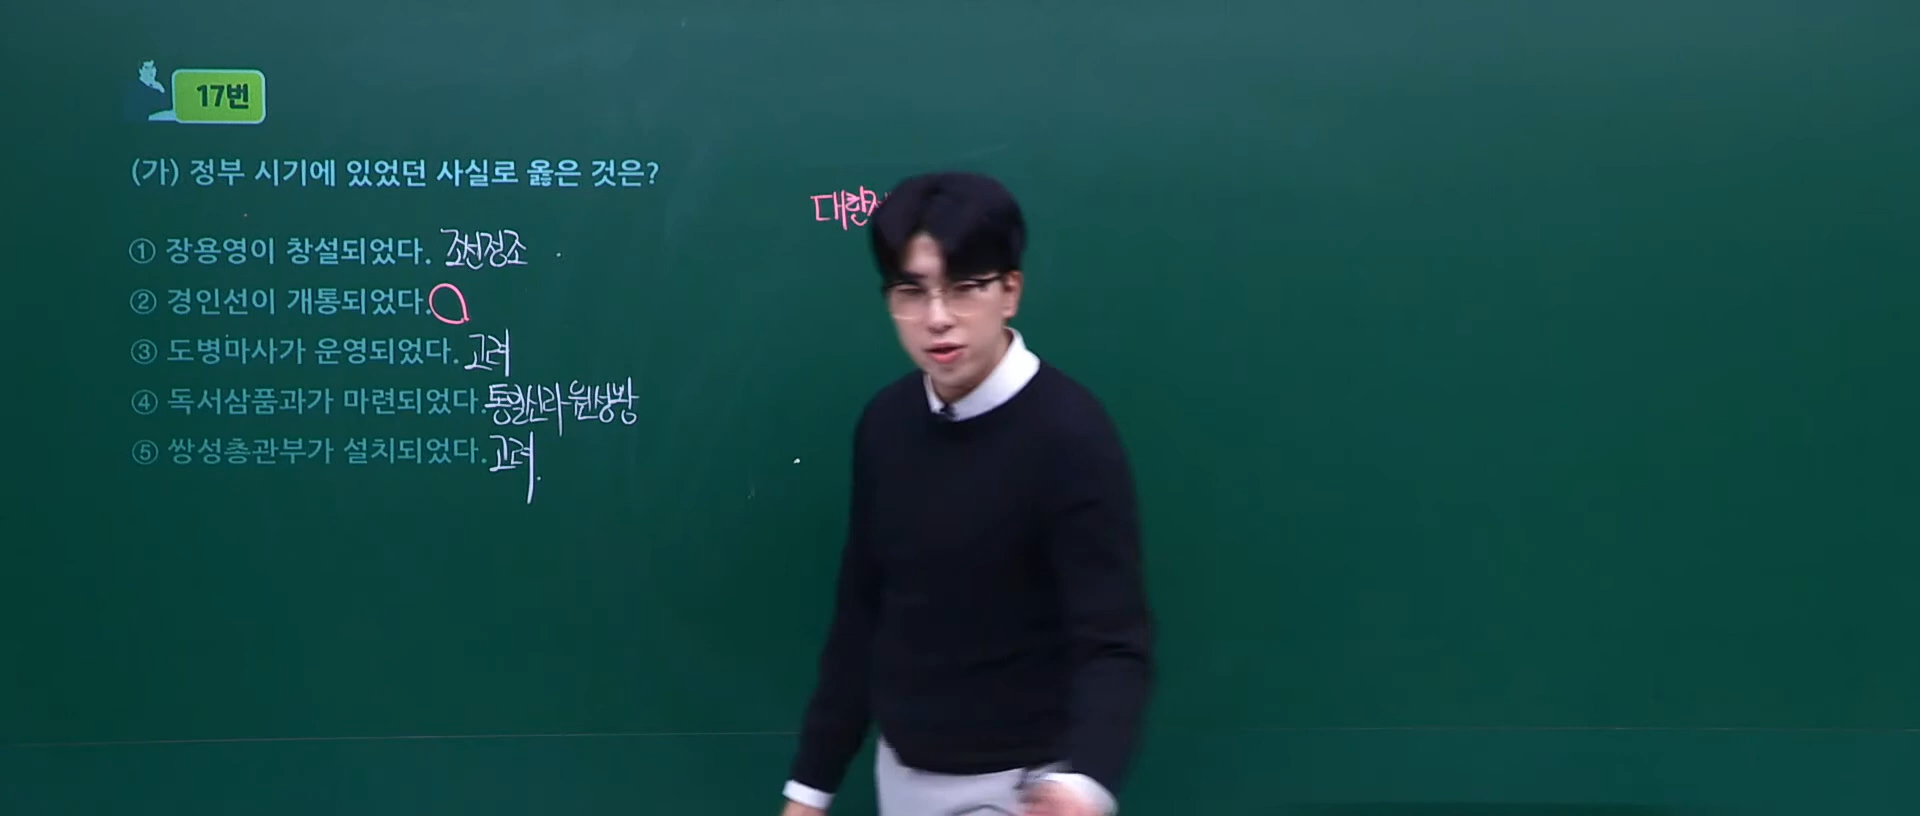 17번
(가) 정부 시기에 있었던 사실로 옳은 것은?
대한
① 장용영이 창설되었다. 조선정조
② 경인선이 개통되었다.
③ 도병마사가 운영되었다. 고려
④ 독서삼품과가 마련되었다. 통일신라 원성왕
⑤ 쌍성총관부가 설치되었다. 고려